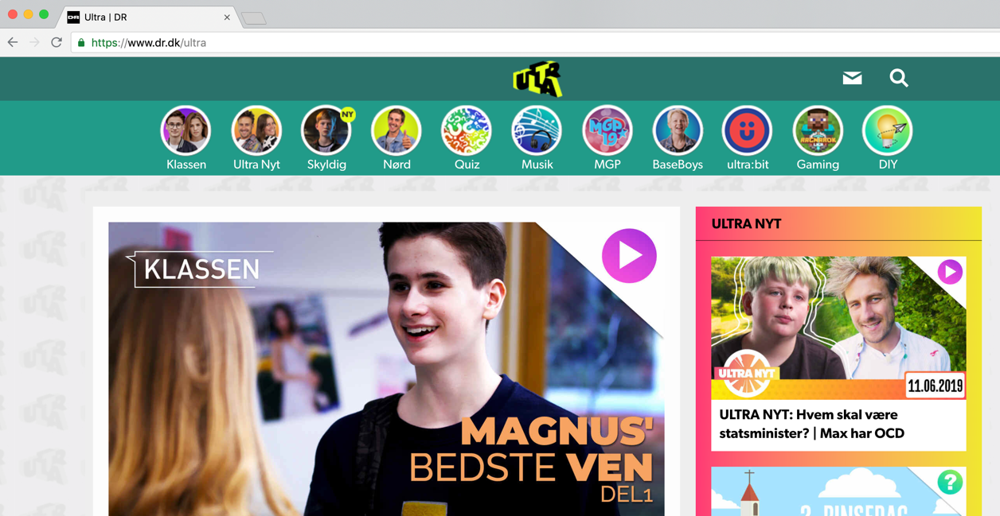 Ultra | DR
https://www.dr.dk/ultra
ULTRA
NY
MGP
19
RAGNAROK
Klassen
Ultra Nyt
Skyldig
Nørd
Quiz
Musik
MGP
BaseBoys
ultra:bit
Gaming
DIY
KLASSEN
MAGNUS'
BEDSTE VEN
DEL1
ULTRA NYT
ULTRA NYT
11.06.2019
ULTRA NYT: Hvem skal være
statsminister? | Max har OCD
?
2. PINSEDAG